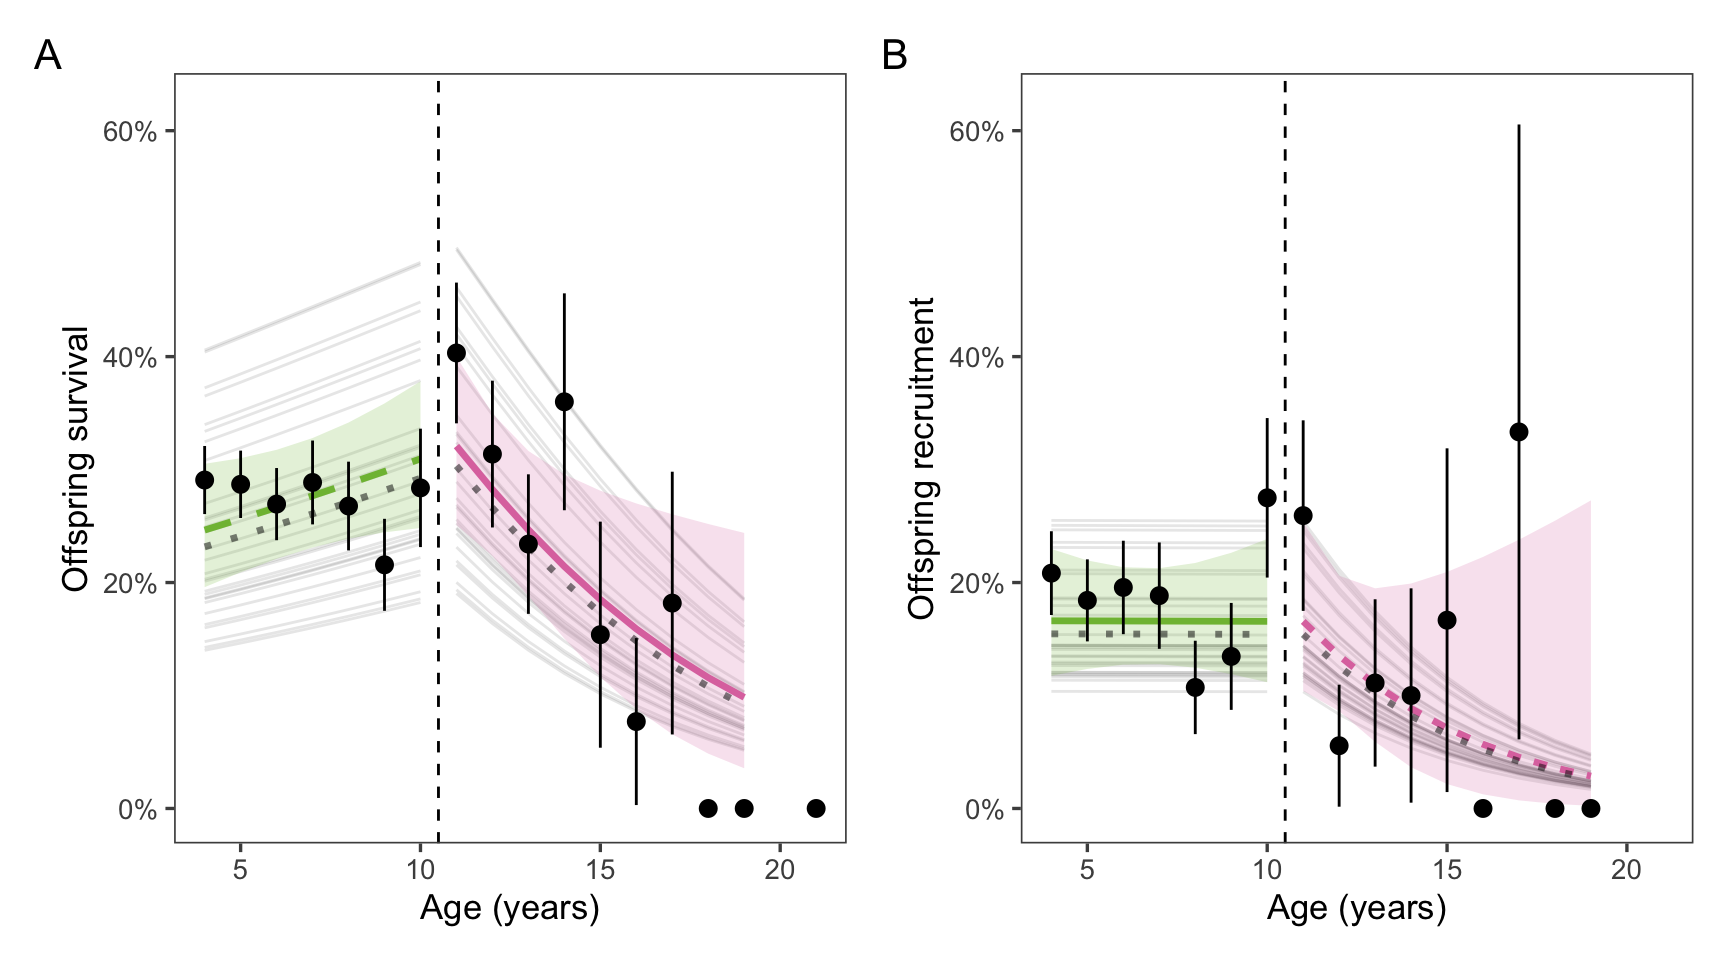 A
60%
40%
20%
0%
Offspring survival
5 10 15 20
Age (years)
B
60%
40%
20%
0%
Offspring recruitment
5 10 15 20
Age (years)